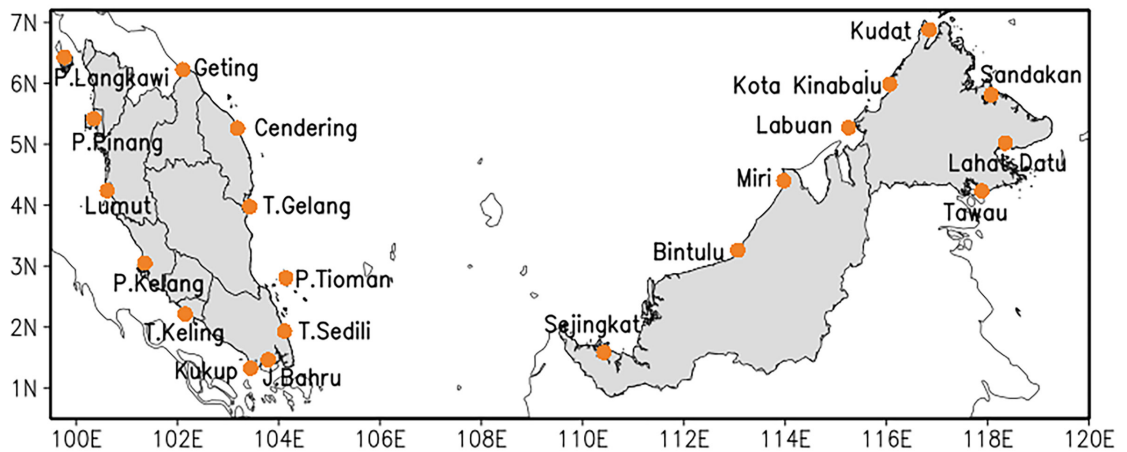 7N
Kudat
P.Langkawi
Geting
6N
Kota Kinabalu
Sandakan
P.Pinang
Cendering
Labuan
5N
Lahat Datu
Miri
Lumut
T.Gelang
4N
Tawau
Bintulu
3N
P.Kelang
P.Tioman
Sejingkat
2N
T.Keling
T.Sedili
Kukup
J.Bahru
1N
100E 102E 104E 106E 108E 110E 112E 114E 116E 118E 120E